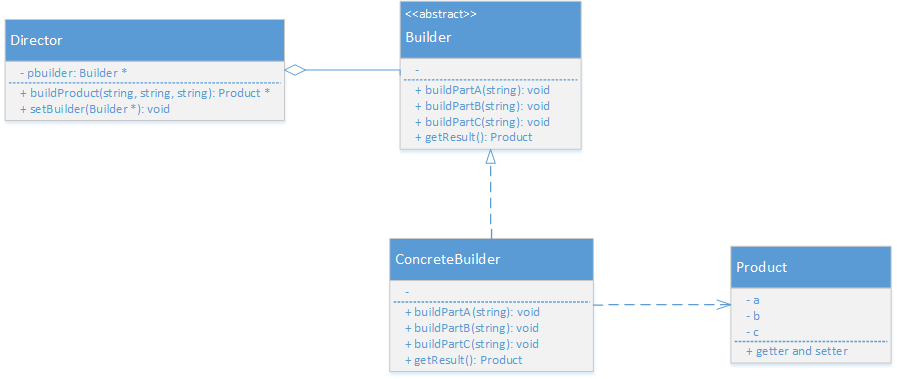 Director
- pbuilder: Builder *
+ buildProduct(string, string, string): Product *
+ setBuilder(Builder *): void
<<abstract>>
Builder
-
+ buildPartA(string): void
+ buildPartB(string): void
+ buildPartC(string): void
+ getResult(): Product
ConcreteBuilder
-
+ buildPartA(string): void
+ buildPartB(string): void
+ buildPartC(string): void
+ getResult(): Product
Product
- a
- b
- c
+ getter and setter